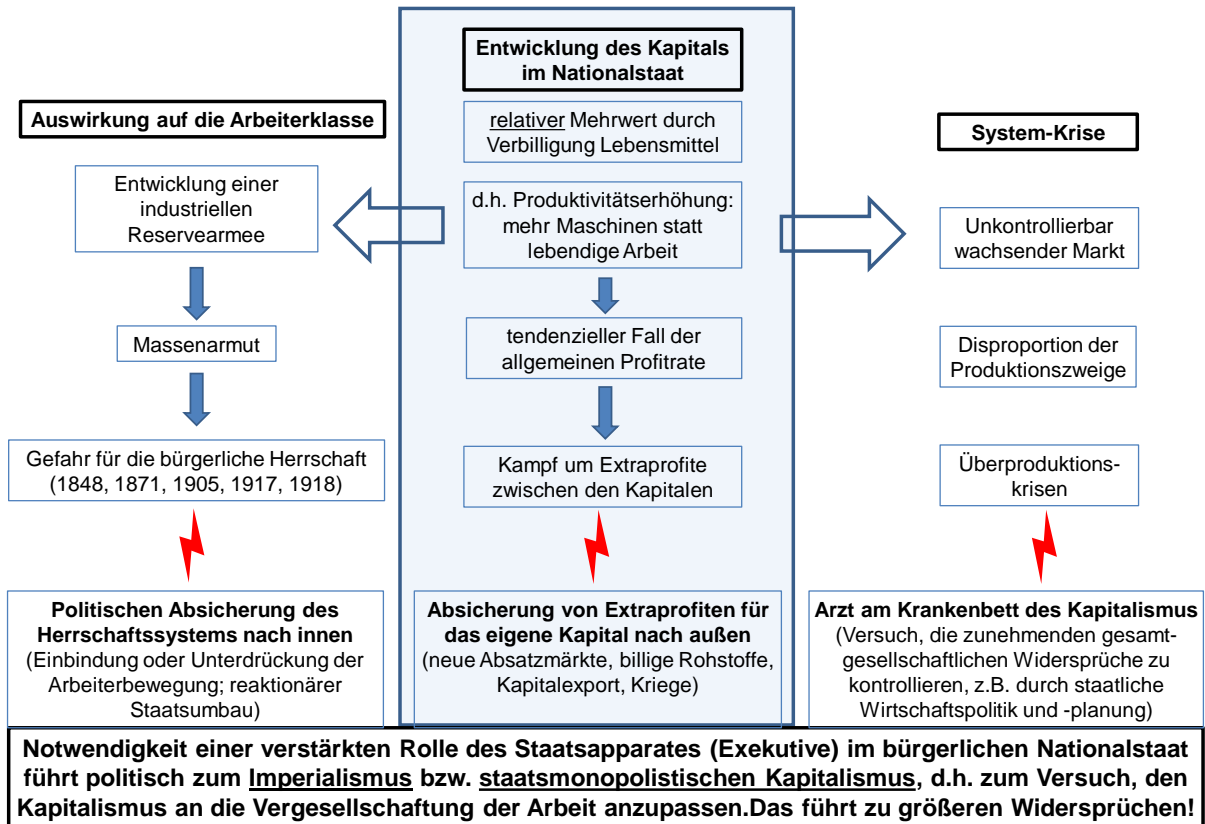 Entwicklung des Kapitals
im Nationalstaat
relativer Mehrwert durch
Verbilligung Lebensmittel
d.h. Produktivitätserhöhung:
mehr Maschinen statt
lebendige Arbeit
tendenzieller Fall der
allgemeinen Profitrate
Kampf um Extraprofite
zwischen den Kapitalen
Absicherung von Extraprofiten für
das eigene Kapital nach außen
(neue Absatzmärkte, billige Rohstoffe,
Kapitalexport, Kriege)
Auswirkung auf die Arbeiterklasse
Entwicklung einer
industriellen
Reservearmee
Massenarmut
Gefahr für die bürgerliche Herrschaft
(1848, 1871, 1905, 1917, 1918)
Politischen Absicherung des
Herrschaftssystems nach innen
(Einbindung oder Unterdrückung der
Arbeiterbewegung; reaktionärer
Staatsumbau)
System-Krise
Unkontrollierbar
wachsender Markt
Disproportion der
Produktionszweige
Überproduktions-
krisen
Arzt am Krankenbett des Kapitalismus
(Versuch, die zunehmenden gesamt-
gesellschaftlichen Widersprüche zu
kontrollieren, z.B. durch staatliche
Wirtschaftspolitik und -planung)
Notwendigkeit einer verstärkten Rolle des Staatsapparates (Exekutive) im bürgerlichen Nationalstaat
führt politisch zum Imperialismus bzw. staatsmonopolistischen Kapitalismus, d.h. zum Versuch, den
Kapitalismus an die Vergesellschaftung der Arbeit anzupassen.Das führt zu größeren Widersprüchen!